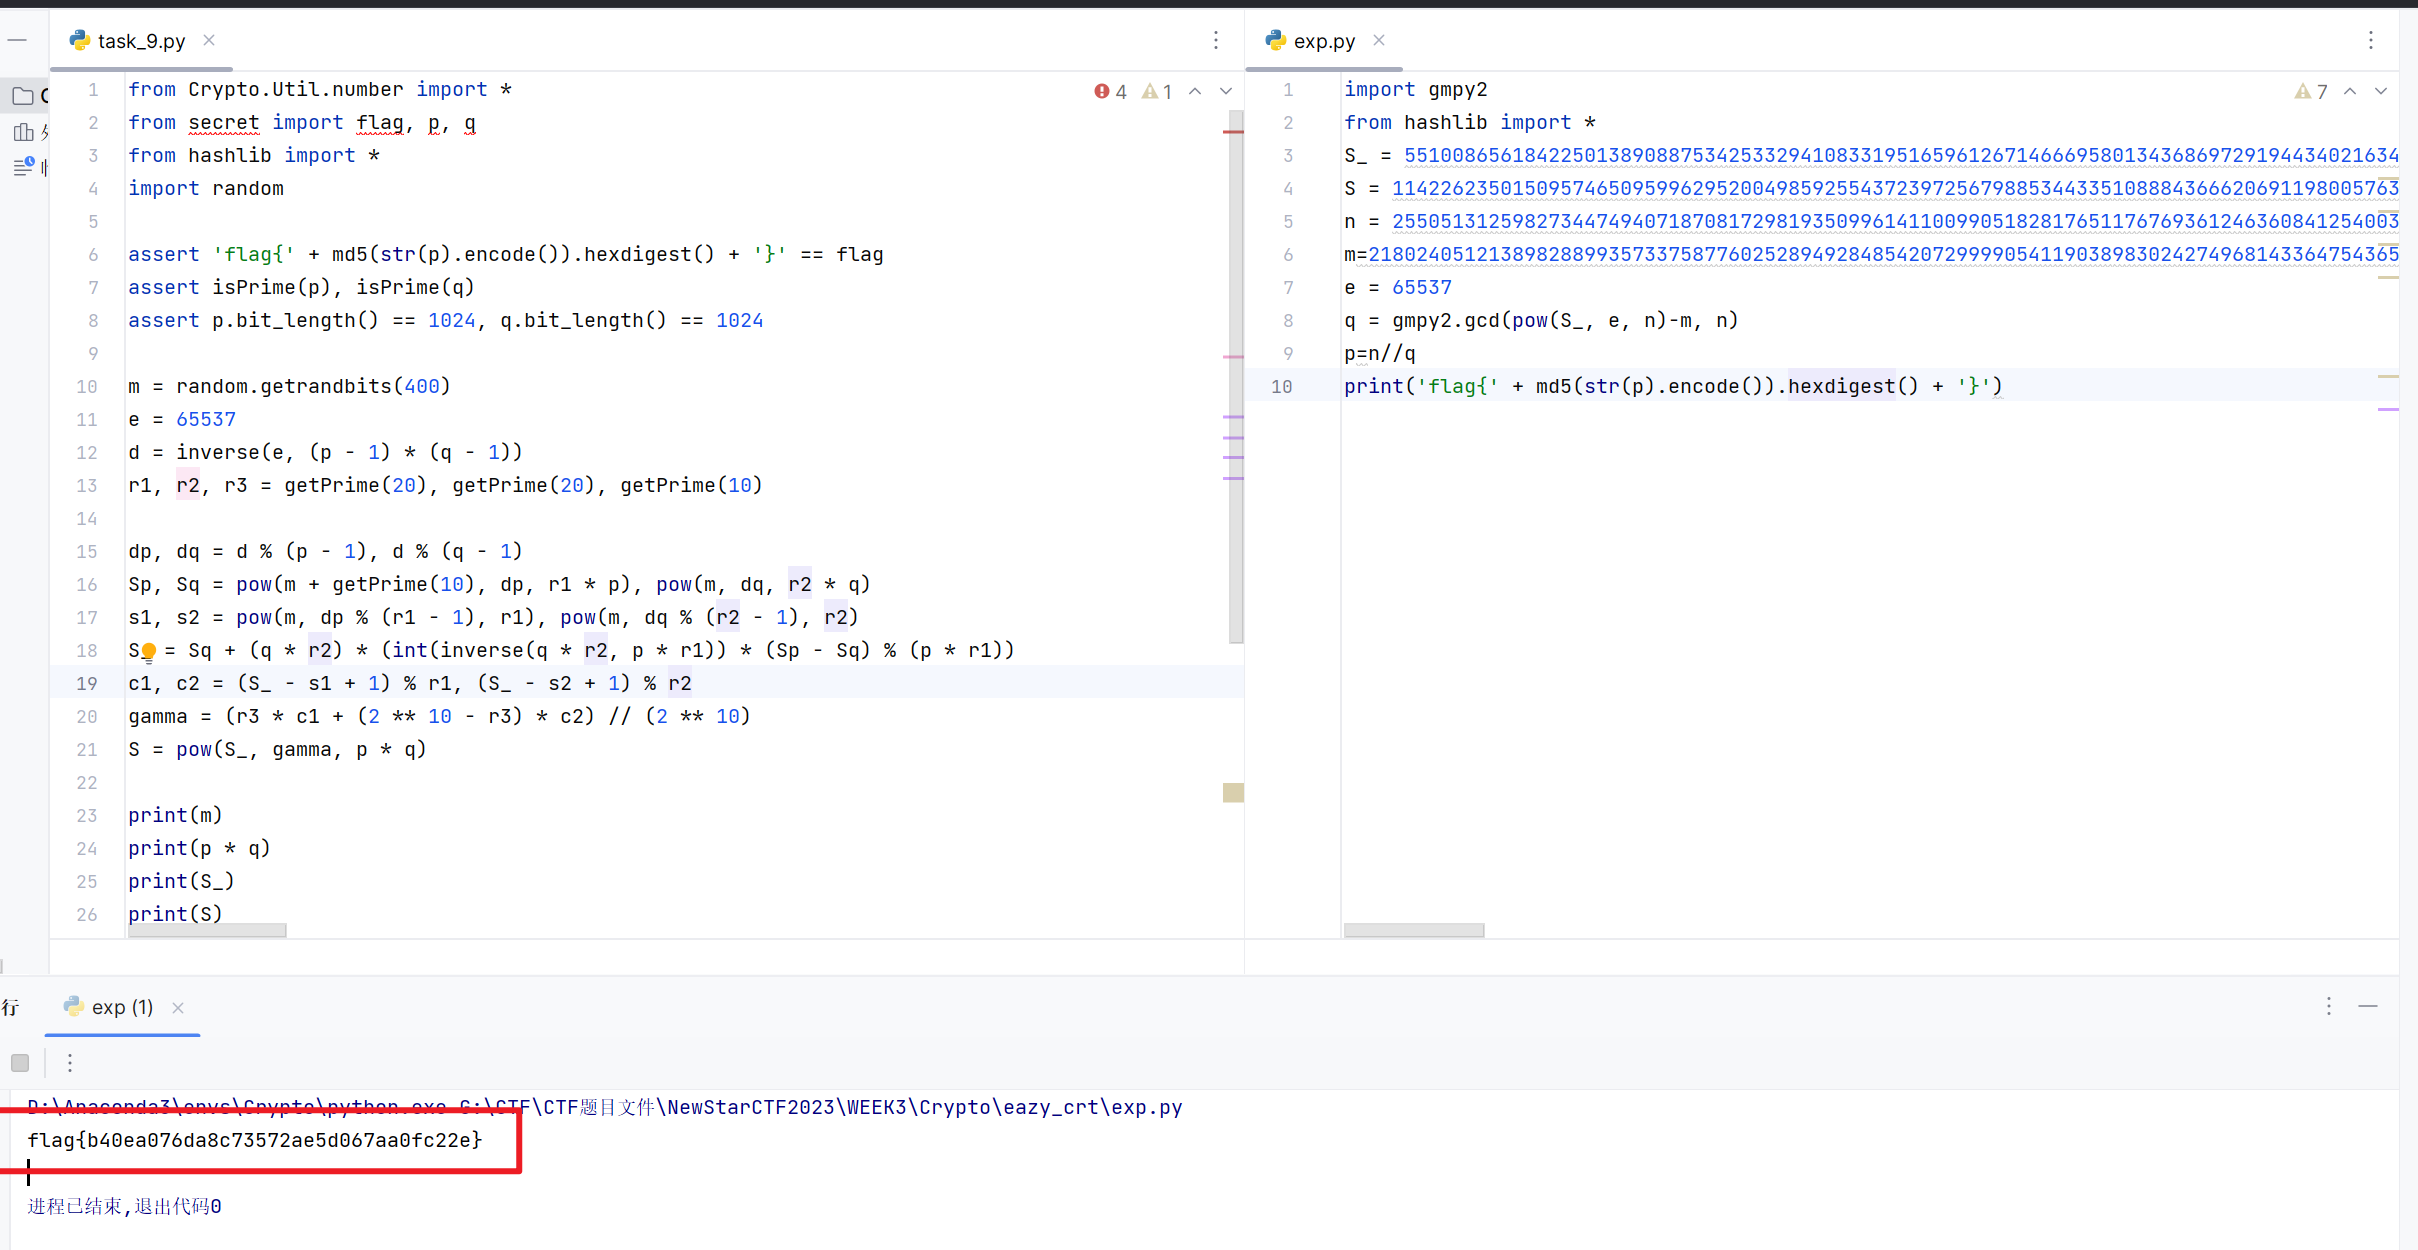 task_9.py
1 from Crypto.Util.number import *
2 from secret import flag, p, q
3 from hashlib import *
4 import random
5
6 assert 'flag{' + md5(str(p).encode()).hexdigest() + '}' == flag
7 assert isPrime(p), isPrime(q)
8 assert p.bit_length() == 1024, q.bit_length() == 1024
9
10 m = random.getrandbits(400)
11 e = 65537
12 d = inverse(e, (p - 1) * (q - 1))
13 r1, r2, r3 = getPrime(20), getPrime(20), getPrime(10)
14
15 dp, dq = d % (p - 1), d % (q - 1)
16 Sp, Sq = pow(m + getPrime(10), dp, r1 * p), pow(m, dq, r2 * q)
17 s1, s2 = pow(m, dp % (r1 - 1), r1), pow(m, dq % (r2 - 1), r2)
18 S_ = Sq + (q * r2) * (int(inverse(q * r2, p * r1)) * (Sp - Sq) % (p * r1))
19 c1, c2 = (S_ - s1 + 1) % r1, (S_ - s2 + 1) % r2
20 gamma = (r3 * c1 + (2 ** 10 - r3) * c2) // (2 ** 10)
21 S = pow(S_, gamma, p * q)
22
23 print(m)
24 print(p * q)
25 print(S_)
26 print(S)
4 1
exp.py
1 import gmpy2
2 from hashlib import *
3 S_ = 55100865618422501389088753425332941083319516596126714666958013436869729194434021634
4 S = 114226235015095746509599629520049859255437239725679885344335108884366620691198005763
5 n = 255051312598273447494071870817298193509961411009905182817651176769361246360841254003
6 m=21802405121389828899357337587760252894928485420729999054119038983024274968143364754365
7 e = 65537
8 q = gmpy2.gcd(pow(S_, e, n)-m, n)
9 p=n//q
10 print('flag{' + md5(str(p).encode()).hexdigest() + '}')
7
行 exp (1)
D:\Anaconda3\envs\Crypto\python.exe G:\CTF\CTF题目文件\NewStarCTF2023\WEEK3\Crypto\eazy_crt\exp.py
flag{b40ea076da8c73572ae5d067aa0fc22e}
进程已结束,退出代码0